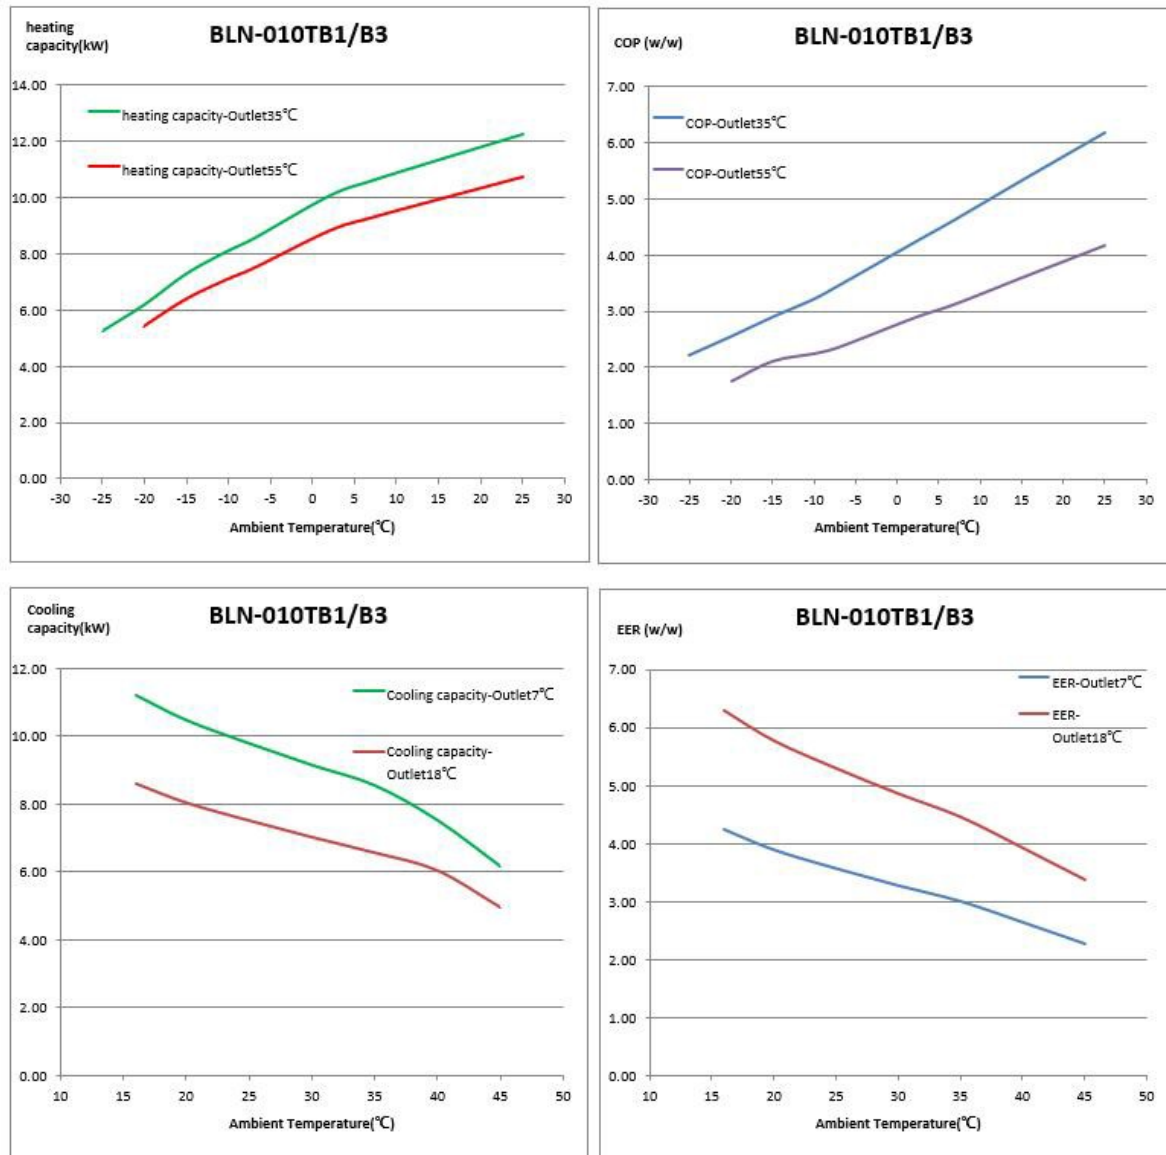 heating
capacity(kW)
BLN-010TB1/B3
14.00
12.00
10.00
8.00
6.00
4.00
2.00
0.00
heating capacity-Outlet35℃
heating capacity-Outlet55℃
-30 -25 -20 -15 -10 -5 0 5 10 15 20 25 30
Ambient Temperature(℃)
COP (w/w)
BLN-010TB1/B3
7.00
6.00
5.00
4.00
3.00
2.00
1.00
0.00
COP-Outlet35℃
COP-Outlet55℃
-30 -25 -20 -15 -10 -5 0 5 10 15 20 25 30
Ambient Temperature(℃)
Cooling
capacity(kW)
BLN-010TB1/B3
12.00
10.00
8.00
6.00
4.00
2.00
0.00
Cooling capacity-Outlet7℃
Cooling capacity-
Outlet18℃
10 15 20 25 30 35 40 45 50
Ambient Temperature(℃)
EER (w/w)
BLN-010TB1/B3
7.00
6.00
5.00
4.00
3.00
2.00
1.00
0.00
EER-Outlet7℃
EER-
Outlet18℃
10 15 20 25 30 35 40 45 50
Ambient Temperature(℃)